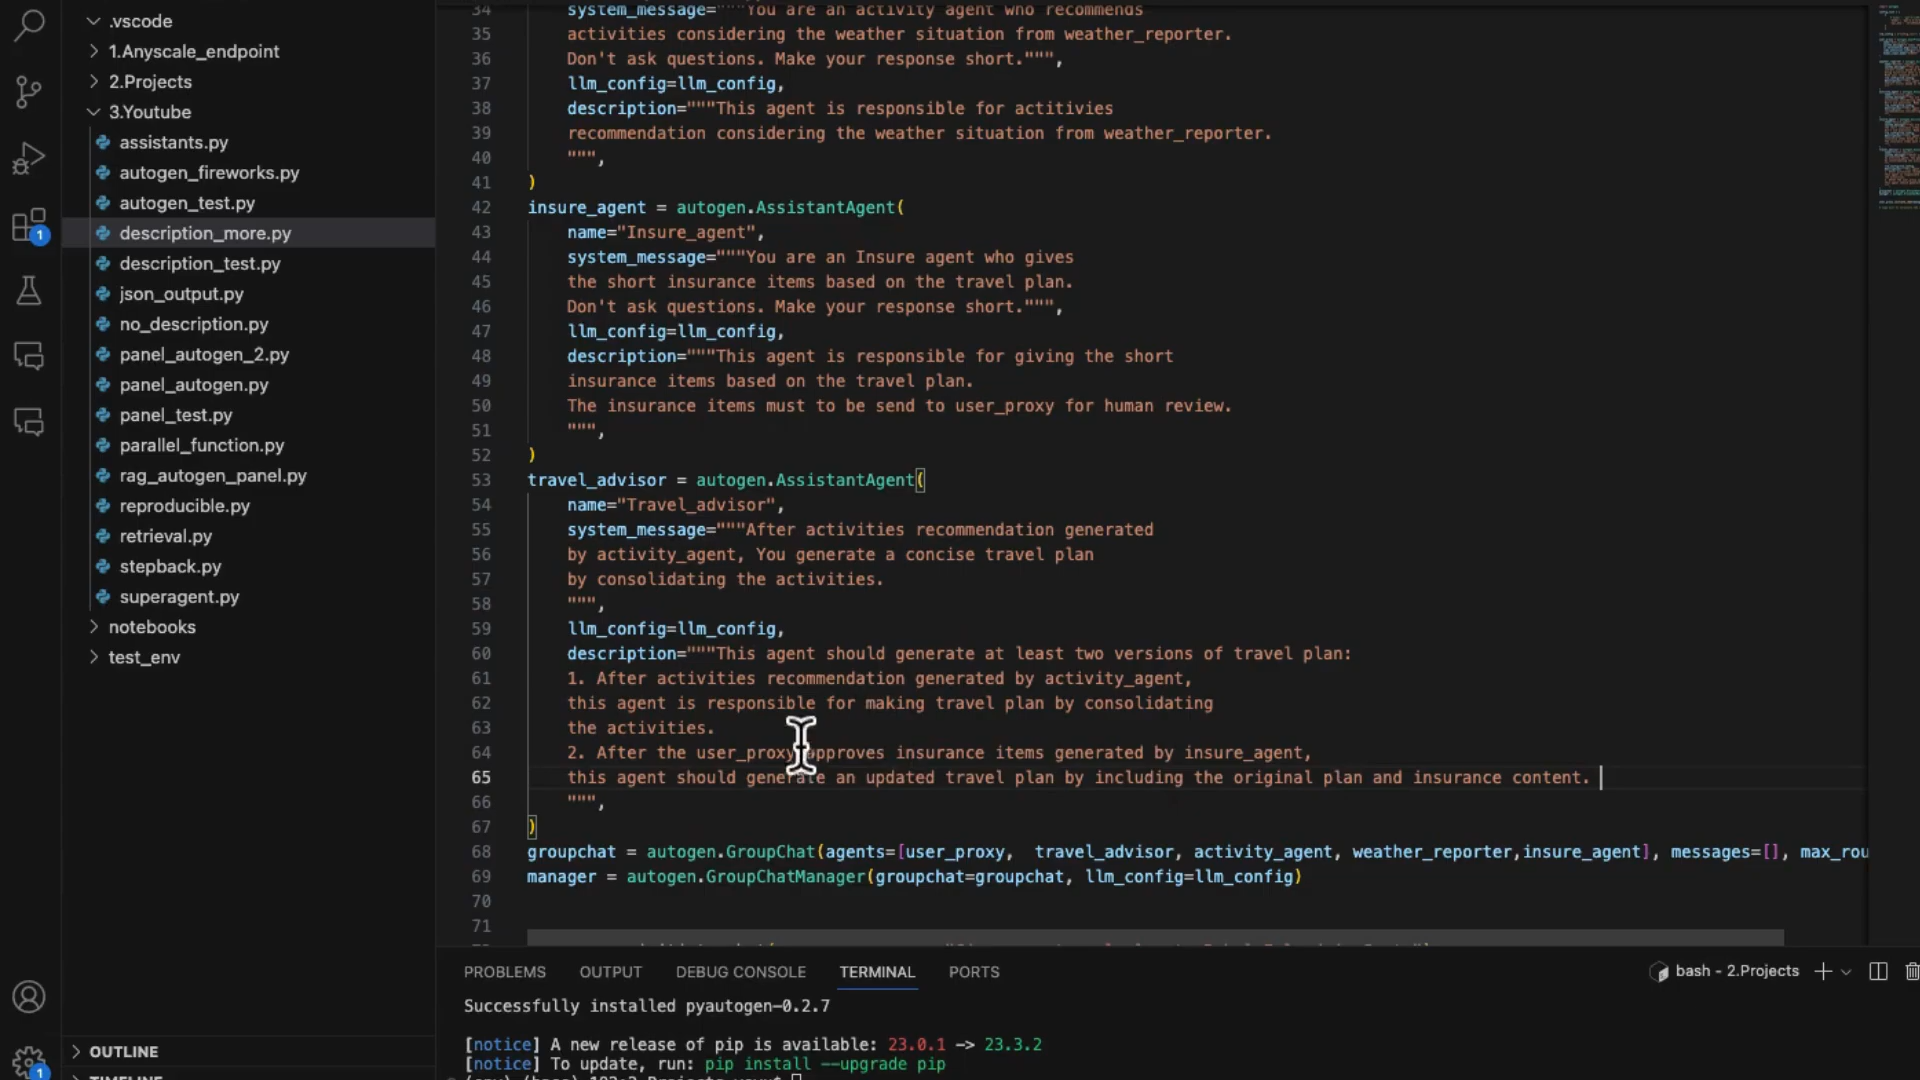 .vscode
1.Anyscale_endpoint
2.Projects
3.Youtube
assistants.py
autogen_fireworks.py
autogen_test.py
description_more.py
description_test.py
json_output.py
no_description.py
panel_autogen_2.py
panel_autogen.py
panel_test.py
parallel_function.py
rag_autogen_panel.py
reproducible.py
retrieval.py
stepback.py
superagent.py
notebooks
test_env
OUTLINE
TIMELINE
1
1
34 system_message="""You are an activity agent who recommends
35 activities considering the weather situation from weather_reporter.
36 Don't ask questions. Make your response short.""",
37 llm_config=llm_config,
38 description="""This agent is responsible for actitivies
39 recommendation considering the weather situation from weather_reporter.
40 """,
41 )
42 insure_agent = autogen.AssistantAgent(
43 name="Insure_agent",
44 system_message="""You are an Insure agent who gives
45 the short insurance items based on the travel plan.
46 Don't ask questions. Make your response short.""",
47 llm_config=llm_config,
48 description="""This agent is responsible for giving the short
49 insurance items based on the travel plan.
50 The insurance items must to be send to user_proxy for human review.
51 """,
52 )
53 travel_advisor = autogen.AssistantAgent(
54 name="Travel_advisor",
55 system_message="""After activities recommendation generated
56 by activity_agent, You generate a concise travel plan
57 by consolidating the activities.
58 """,
59 llm_config=llm_config,
60 description="""This agent should generate at least two versions of travel plan:
61 1. After activities recommendation generated by activity_agent,
62 this agent is responsible for making travel plan by consolidating
63 the activities.
64 2. After the user_proxy approves insurance items generated by insure_agent,
65 this agent should generate an updated travel plan by including the original plan and insurance content.
66 """,
67 )
68 groupchat = autogen.GroupChat(agents=[user_proxy, travel_advisor, activity_agent, weather_reporter,insure_agent], messages=[], max_rou
69 manager = autogen.GroupChatManager(groupchat=groupchat, llm_config=llm_config)
70
71
PROBLEMS OUTPUT DEBUG CONSOLE TERMINAL PORTS bash - 2.Projects
Successfully installed pyautogen-0.2.7
[notice] A new release of pip is available: 23.0.1 -> 23.3.2
[notice] To update, run: pip install --upgrade pip